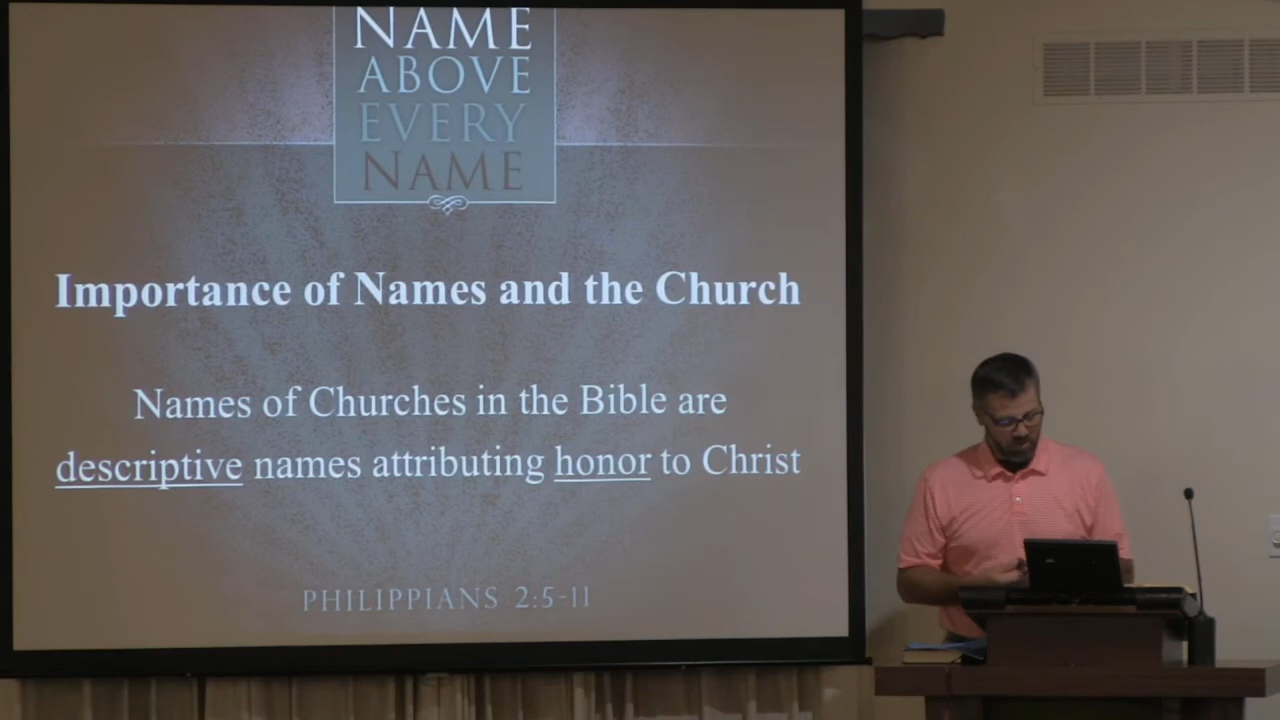 NAME
ABOVE
EVERY
NAME
Importance of Names and the Church
Names of Churches in the Bible are
descriptive names attributing honor to Christ
PHILIPPIANS 2:5-11